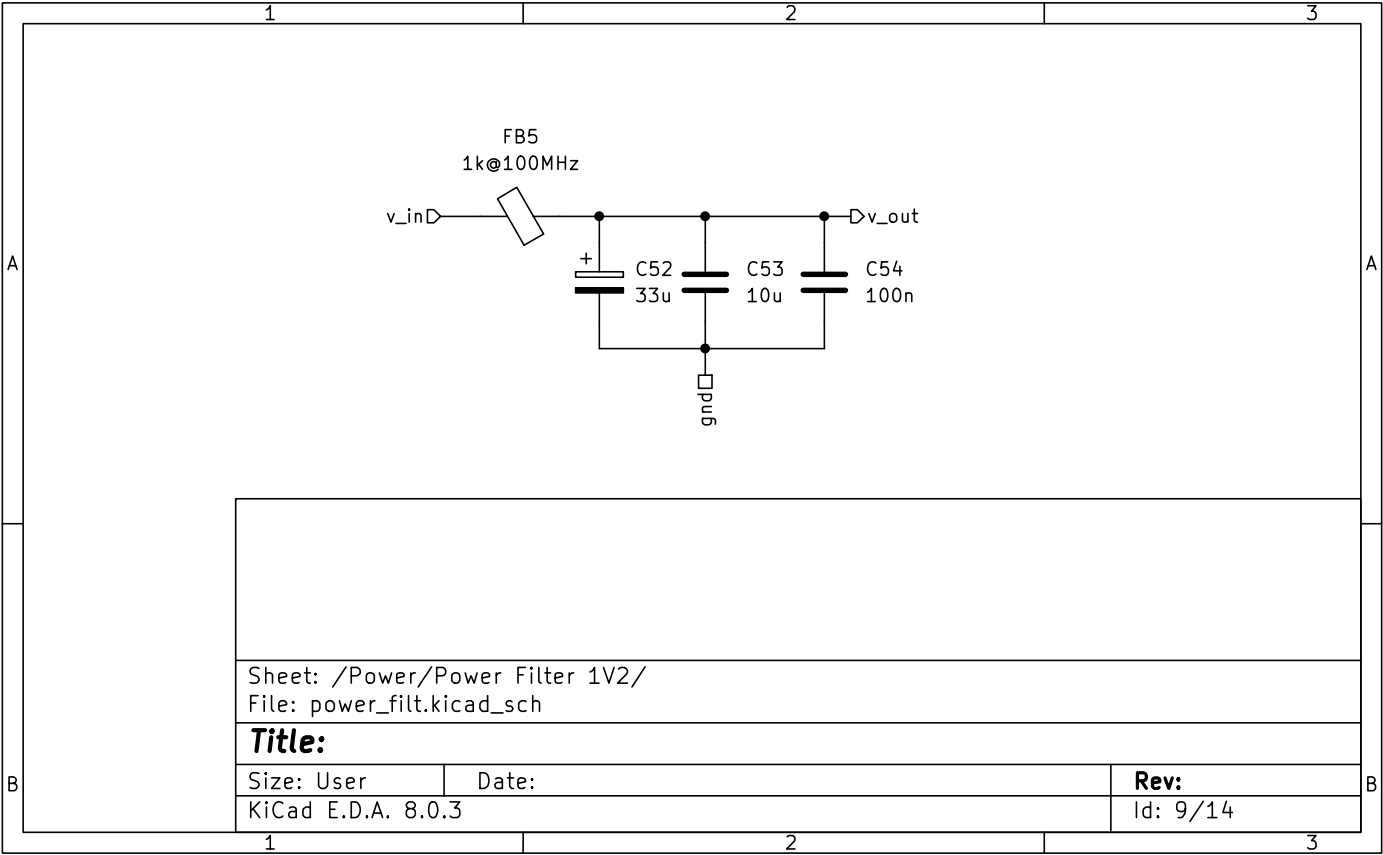 1 2 3
FB5
1k@100MHz
v_in
v_out
A
A
+
C52
33u
C53
10u
C54
100n
gnd
Sheet: /Power/Power Filter 1V2/
File: power_filt.kicad_sch
Title:
Size: User
Date:
Rev:
B
B
KiCad E.D.A. 8.0.3
Id: 9/14
1 2 3